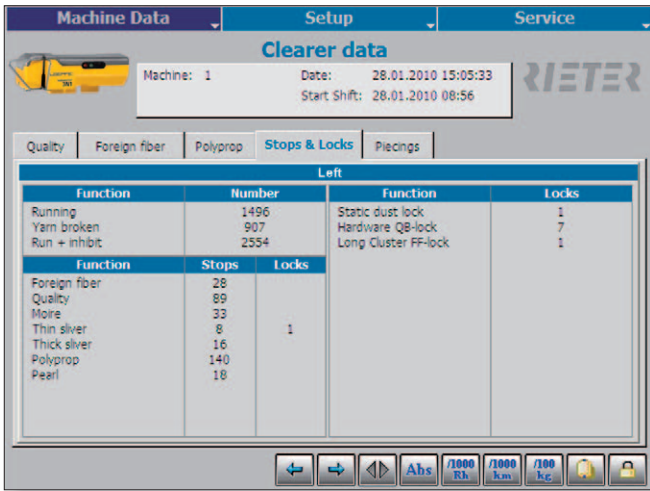 Machine Data Setup Service
Clearer data
Machine: 1 Date: 28.01.2010 15:05:33
Start Shift: 28.01.2010 08:56
RIETER
Quality Foreign fiber Polyprop Stops & Locks Piecings
Left
Function Number Function Locks
Running 1496 Static dust lock 1
Yarn broken 907 Hardware QB-lock 7
Run + inhibit 2554 Long Cluster FF-lock 1
Function Stops Locks
Foreign fiber 28
Quality 89
Moire 33
Thin sliver 8 1
Thick sliver 16
Polyprop 140
Pearl 18
Abs /1000 Rh /1000 km /100 kg